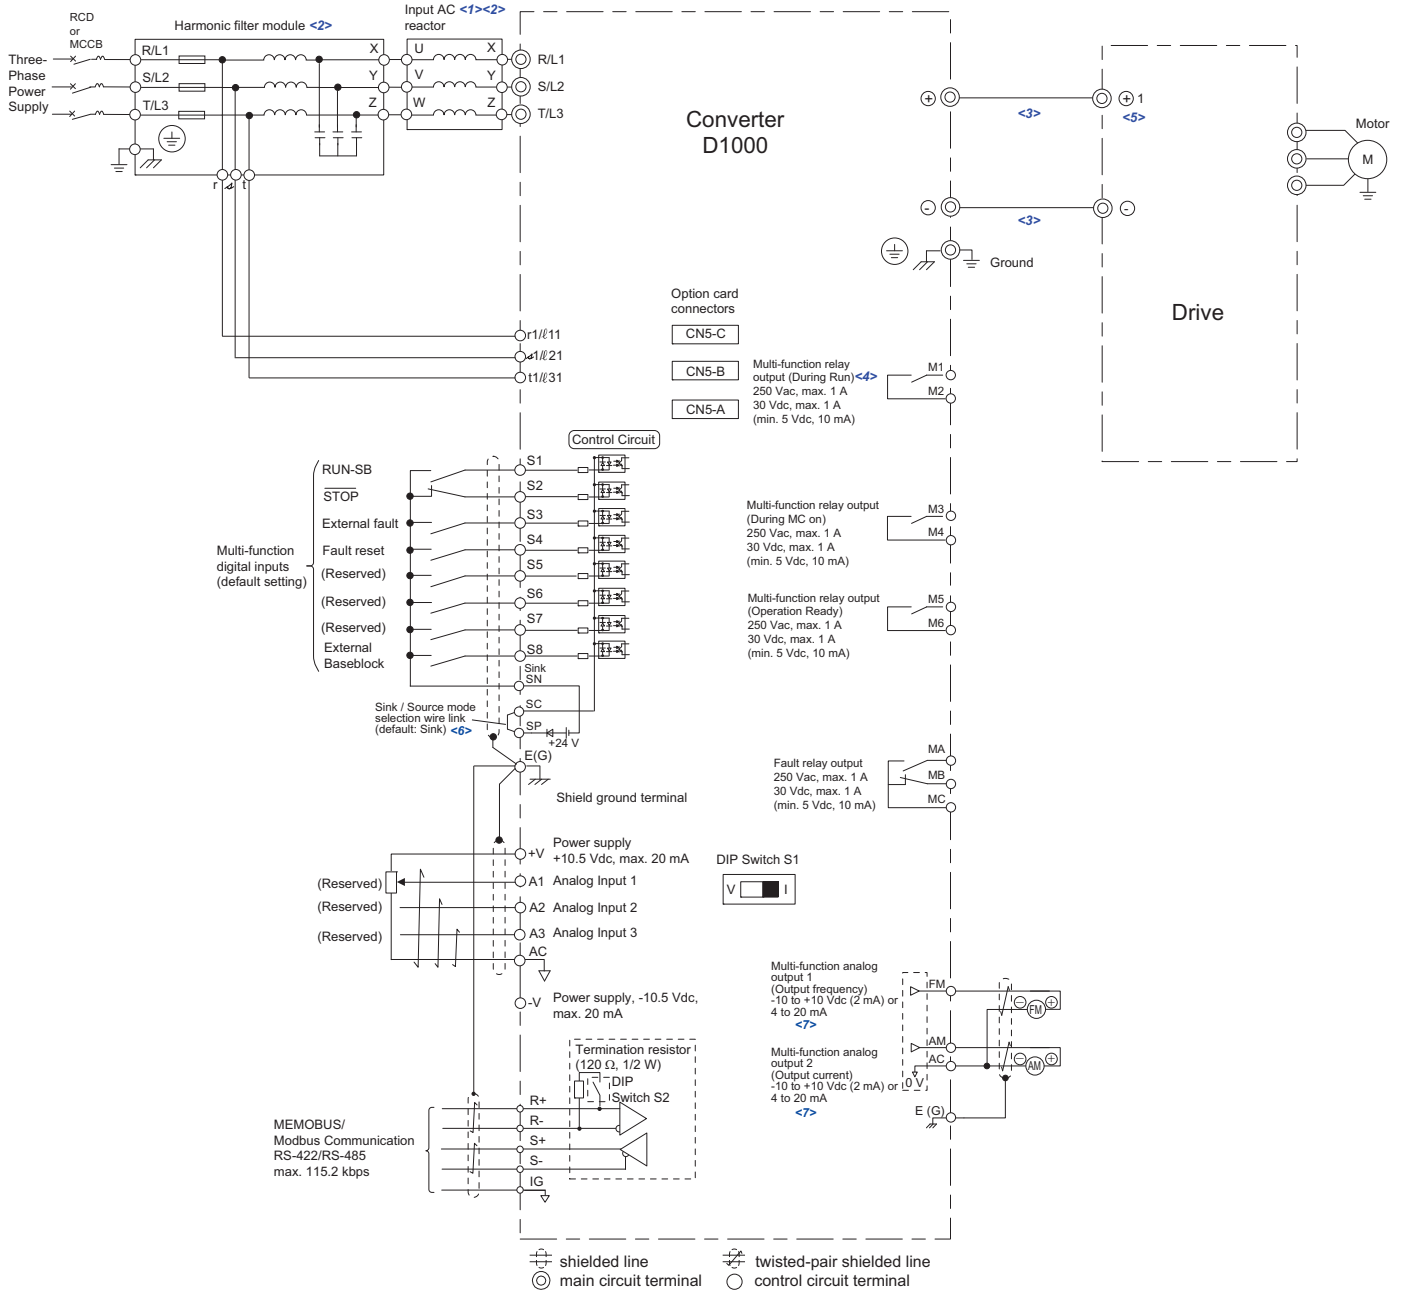 RCD
or
MCCB
Harmonic filter module <2>
Input AC <1><2>
reactor
Three-
Phase
Power
Supply
R/L1
S/L2
T/L3
X
Y
Z
U
V
W
X
Y
Z
R/L1
S/L2
T/L3
r
t
Converter
D1000
+
<3>
+ 1
<5>
-
<3>
-
Motor
M
Ground
Drive
r1/ℓ11
1/ℓ21
t1/ℓ31
Option card
connectors
CN5-C
CN5-B
CN5-A
Multi-function relay
output (During Run) <4>
250 Vac, max. 1 A
30 Vdc, max. 1 A
(min. 5 Vdc, 10 mA)
M1
M2
Control Circuit
Multi-function
digital inputs
(default setting)
RUN-SB
STOP
External fault
Fault reset
(Reserved)
(Reserved)
(Reserved)
External
Baseblock
S1
S2
S3
S4
S5
S6
S7
S8
Sink
SN
SC
SP
+24 V
Sink / Source mode
selection wire link
(default: Sink) <6>
E(G)
Shield ground terminal
Multi-function relay output
(During MC on)
250 Vac, max. 1 A
30 Vdc, max. 1 A
(min. 5 Vdc, 10 mA)
M3
M4
Multi-function relay output
(Operation Ready)
250 Vac, max. 1 A
30 Vdc, max. 1 A
(min. 5 Vdc, 10 mA)
M5
M6
Fault relay output
250 Vac, max. 1 A
30 Vdc, max. 1 A
(min. 5 Vdc, 10 mA)
MA
MB
MC
(Reserved)
(Reserved)
(Reserved)
+V
Power supply
+10.5 Vdc, max. 20 mA
A1 Analog Input 1
A2 Analog Input 2
A3 Analog Input 3
AC
-V
Power supply, -10.5 Vdc,
max. 20 mA
DIP Switch S1
V I
Multi-function analog
output 1
(Output frequency)
-10 to +10 Vdc (2 mA) or
4 to 20 mA
<7>
Multi-function analog
output 2
(Output current)
-10 to +10 Vdc (2 mA) or
4 to 20 mA
<7>
FM
AM
AC
0 V
E (G)
FM
AM
Termination resistor
(120 Ω, 1/2 W)
DIP
Switch S2
MEMOBUS/
Modbus Communication
RS-422/RS-485
max. 115.2 kbps
R+
R-
S+
S-
IG
shielded line
twisted-pair shielded line
main circuit terminal
control circuit terminal